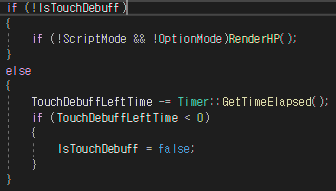 if (!IsTouchDebuff)
{
if (!ScriptMode && !OptionMode)RenderHP();
}
else
{
TouchDebuffLeftTime -= Timer::GetTimeElapsed();
if (TouchDebuffLeftTime < 0)
{
IsTouchDebuff = false;
}
}